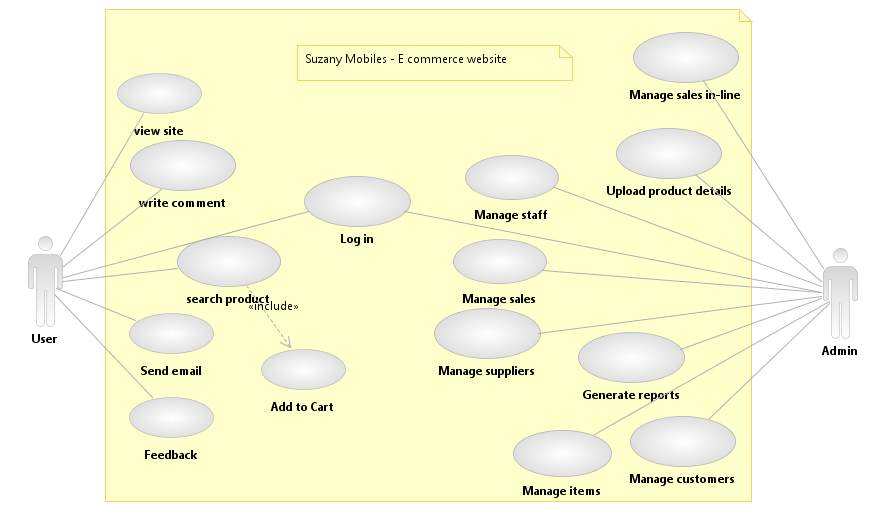 Suzany Mobiles - E commerce website
Manage sales in-line
view site
Upload product details
write comment
Manage staff
Log in
search product
«include»
Manage sales
User
Admin
Send email
Manage suppliers
Add to Cart
Generate reports
Feedback
Manage items
Manage customers